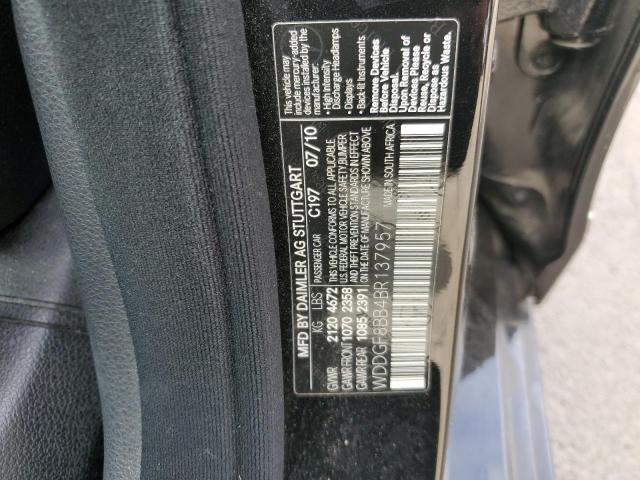 MFD BY DAIMLER AG STUTTGART
PASSENGER CAR C197 07/10
KG LBS
GVWR 2120 4672
GAWR FRONT 1070 2358
GAWR REAR 1085 2391
THIS VEHICLE CONFORMS TO ALL APPLICABLE
U.S. FEDERAL MOTOR VEHICLE SAFETY, BUMPER
AND THEFT PREVENTION STANDARDS IN EFFECT
ON THE DATE OF MANUFACTURE SHOWN ABOVE
MADE IN SOUTH AFRICA
WDDGF8BB4BR137957
This vehicle may
include mercury added
devices installed by the
manufacturer:
• High Intensity
Discharge Headlamps
• Displays
• Back-lit Instruments
Remove Devices
Before Vehicle
Disposal.
Upon Removal of
Devices Please
Reuse, Recycle or
Dispose as
Hazardous Waste.